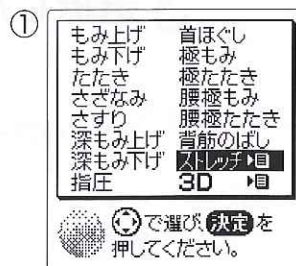 ①
もみ上げ 首ほぐし
もみ下げ 極もみ
たたき 極たたき
さざなみ 腰極もみ
さすり 腰極たたき
深もみ上げ 背筋のばし
深もみ下げ ストレッチ
指圧 3D
で選び 決定 を
押してください。